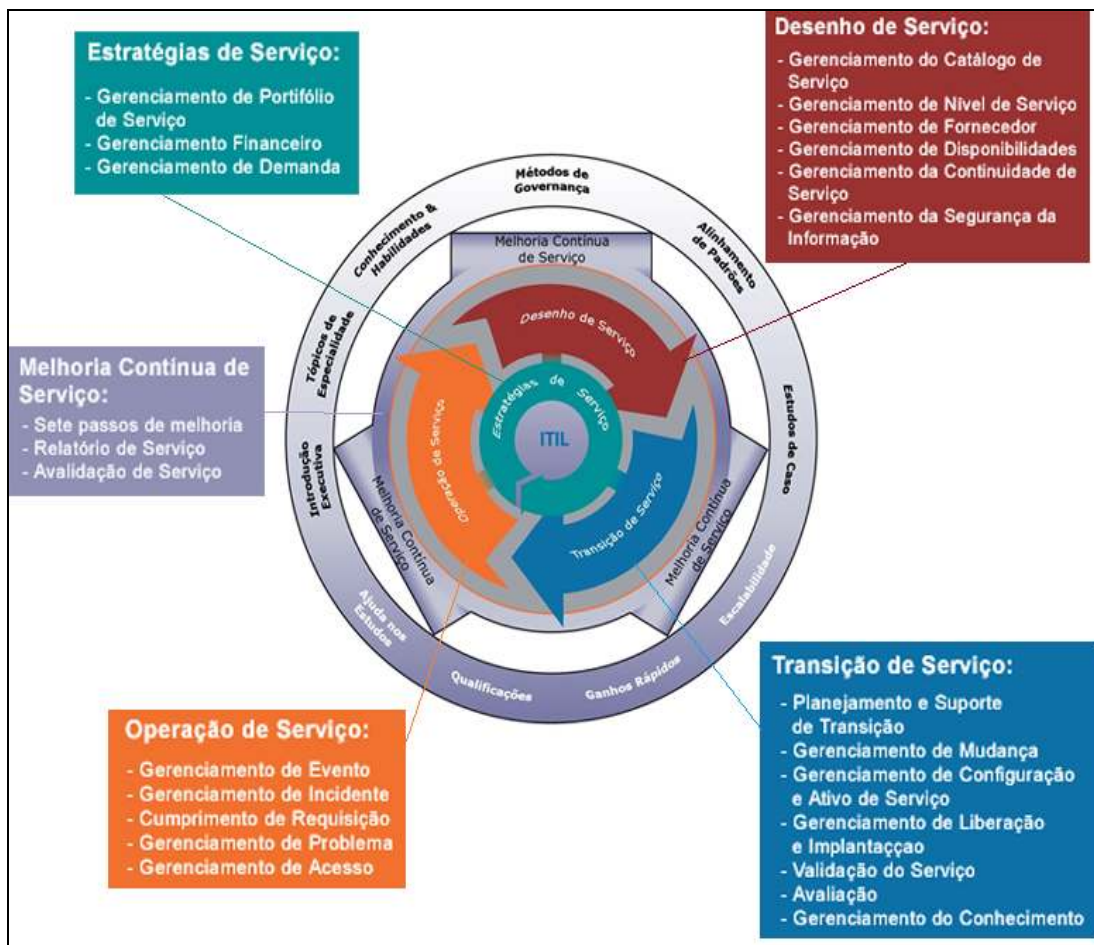 Estratégias de Serviço:
- Gerenciamento de Portifólio
de Serviço
- Gerenciamento Financeiro
- Gerenciamento de Demanda
Desenho de Serviço:
- Gerenciamento do Catálogo de
Serviço
- Gerenciamento de Nível de Serviço
- Gerenciamento de Fornecedor
- Gerenciamento de Disponibilidades
- Gerenciamento da Continuidade de
Serviço
- Gerenciamento da Segurança da
Informação
Métodos de
Governança
Conhecimento &
Habilidades
Alinhamento
de Padrões
Tópicos de
Especialidade
Estudos de Caso
Introdução
Executiva
Escalabilidade
Ajuda nos
Estudos
Qualificações
Ganhos Rápidos
Melhoria Contínua
de Serviço
Desenho de Serviço
Estratégias de Serviço
ITIL
Operação de Serviço
Transição de Serviço
Melhoria Contínua
de Serviço
Melhoria Contínua
de Serviço
Melhoria Contínua de
Serviço:
- Sete passos de melhoria
- Relatório de Serviço
- Avalidação de Serviço
Operação de Serviço:
- Gerenciamento de Evento
- Gerenciamento de Incidente
- Cumprimento de Requisição
- Gerenciamento de Problema
- Gerenciamento de Acesso
Transição de Serviço:
- Planejamento e Suporte
de Transição
- Gerenciamento de Mudança
- Gerenciamento de Configuração
e Ativo de Serviço
- Gerenciamento de Liberação
e Implantaççao
- Validação do Serviço
- Avaliação
- Gerenciamento do Conhecimento